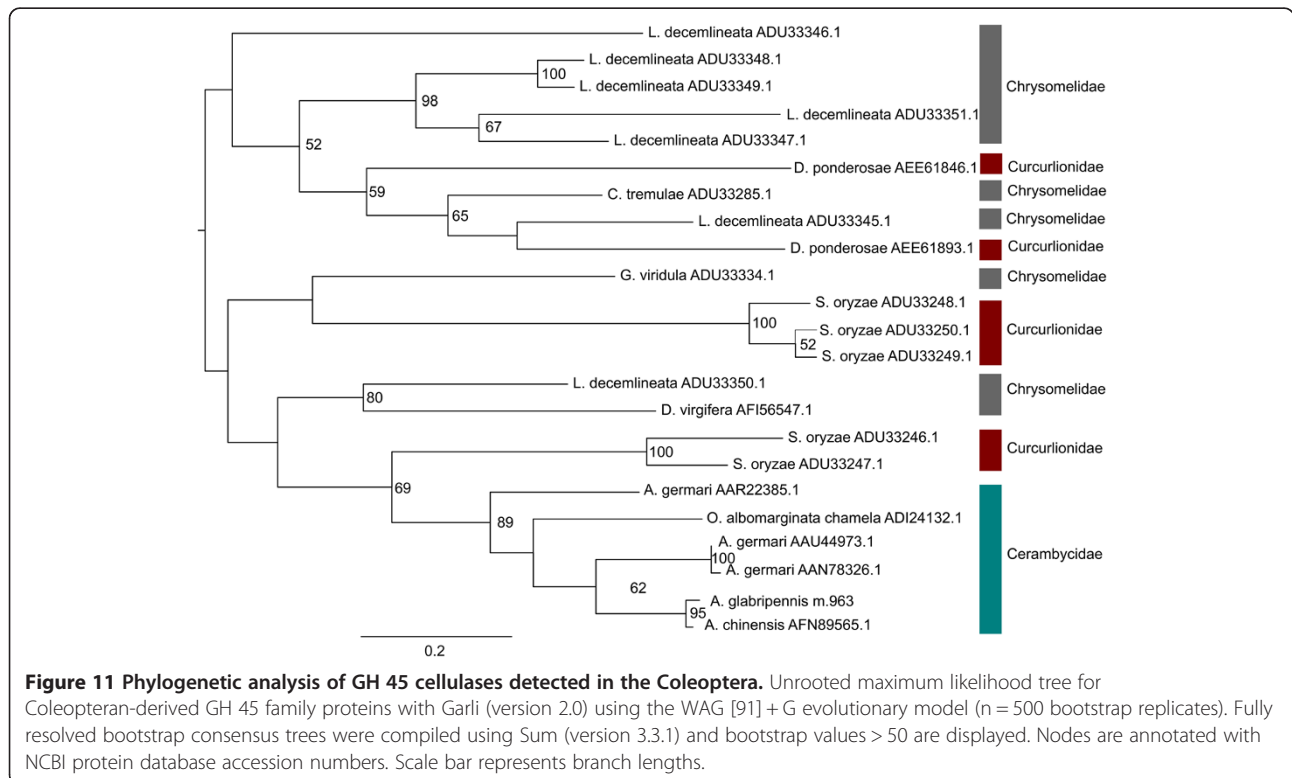 L. decemlineata ADU33346.1
L. decemlineata ADU33348.1
100
L. decemlineata ADU33349.1
98
Chrysomelidae
L. decemlineata ADU33351.1
67
L. decemlineata ADU33347.1
52
D. ponderosae AEE61846.1
Curcurlionidae
59
C. tremulae ADU33285.1
Chrysomelidae
65
L. decemlineata ADU33345.1
Chrysomelidae
D. ponderosae AEE61893.1
Curcurlionidae
G. viridula ADU33334.1
Chrysomelidae
S. oryzae ADU33248.1
100
S. oryzae ADU33250.1
Curcurlionidae
52
S. oryzae ADU33249.1
L. decemlineata ADU33350.1
Chrysomelidae
80
D. virgifera AFI56547.1
S. oryzae ADU33246.1
Curcurlionidae
100
S. oryzae ADU33247.1
69
A. germari AAR22385.1
89
O. albomarginata chamela ADI24132.1
A. germari AAU44973.1
100
Cerambycidae
A. germari AAN78326.1
62
A. glabripennis m.963
95
A. chinensis AFN89565.1
0.2
Figure 11 Phylogenetic analysis of GH 45 cellulases detected in the Coleoptera. Unrooted maximum likelihood tree for
Coleopteran-derived GH 45 family proteins with Garli (version 2.0) using the WAG [91] + G evolutionary model (n = 500 bootstrap replicates). Fully
resolved bootstrap consensus trees were compiled using Sum (version 3.3.1) and bootstrap values > 50 are displayed. Nodes are annotated with
NCBI protein database accession numbers. Scale bar represents branch lengths.